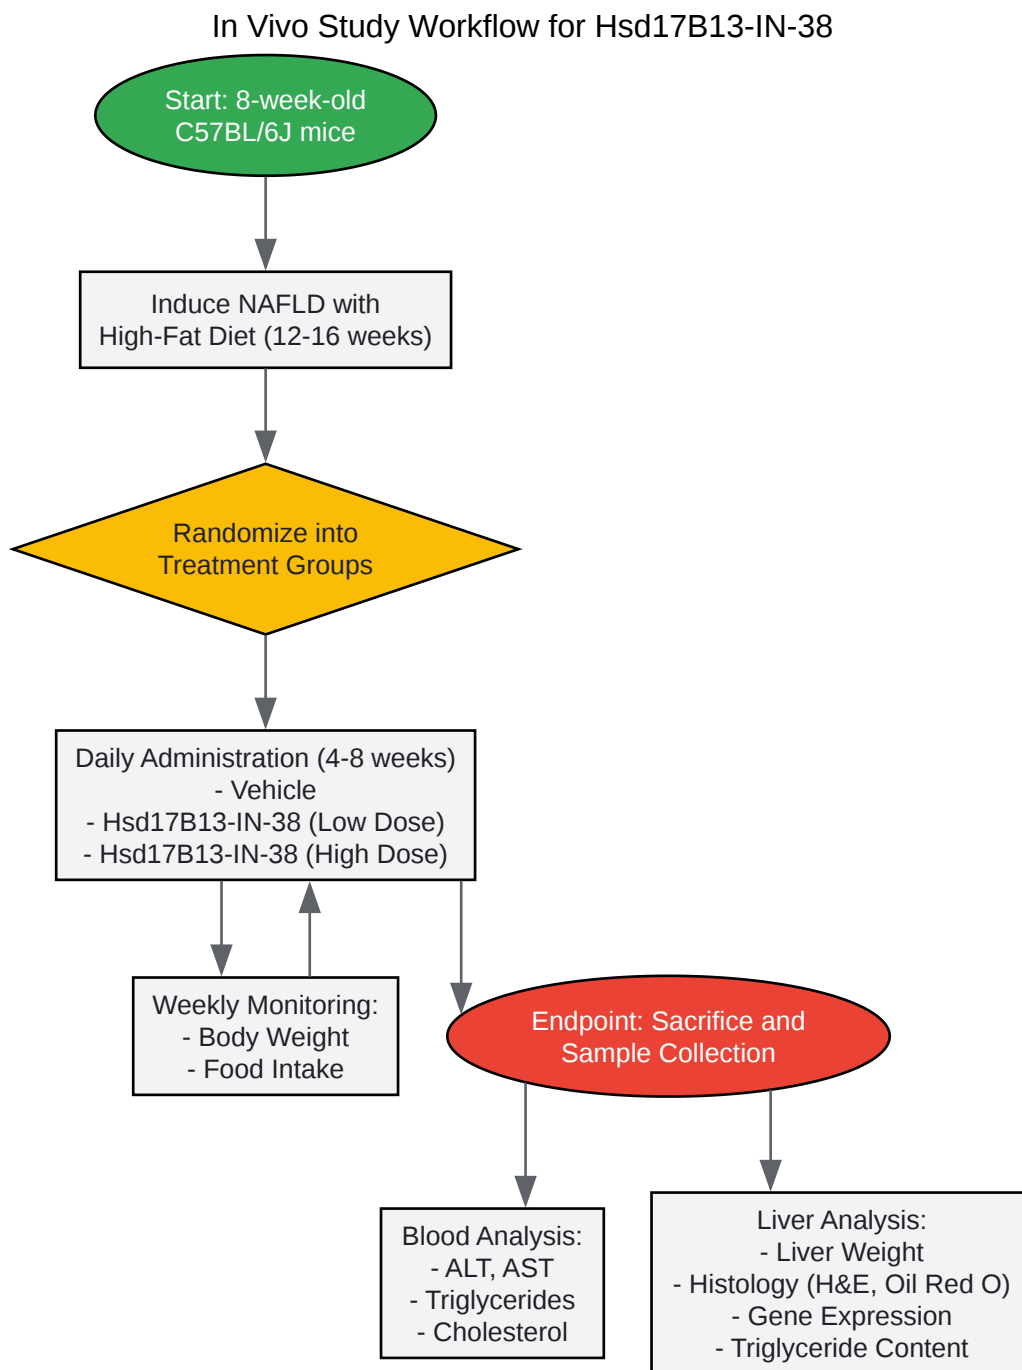 In Vivo Study Workflow for Hsd17B13-IN-38
Start: 8-week-old
C57BL/6J mice
Induce NAFLD with
High-Fat Diet (12-16 weeks)
Randomize into
Treatment Groups
Daily Administration (4-8 weeks)
- Vehicle
- Hsd17B13-IN-38 (Low Dose)
- Hsd17B13-IN-38 (High Dose)
Weekly Monitoring:
- Body Weight
- Food Intake
Endpoint: Sacrifice and
Sample Collection
Blood Analysis:
- ALT, AST
- Triglycerides
- Cholesterol
Liver Analysis:
- Liver Weight
- Histology (H&E, Oil Red O)
- Gene Expression
- Triglyceride Content